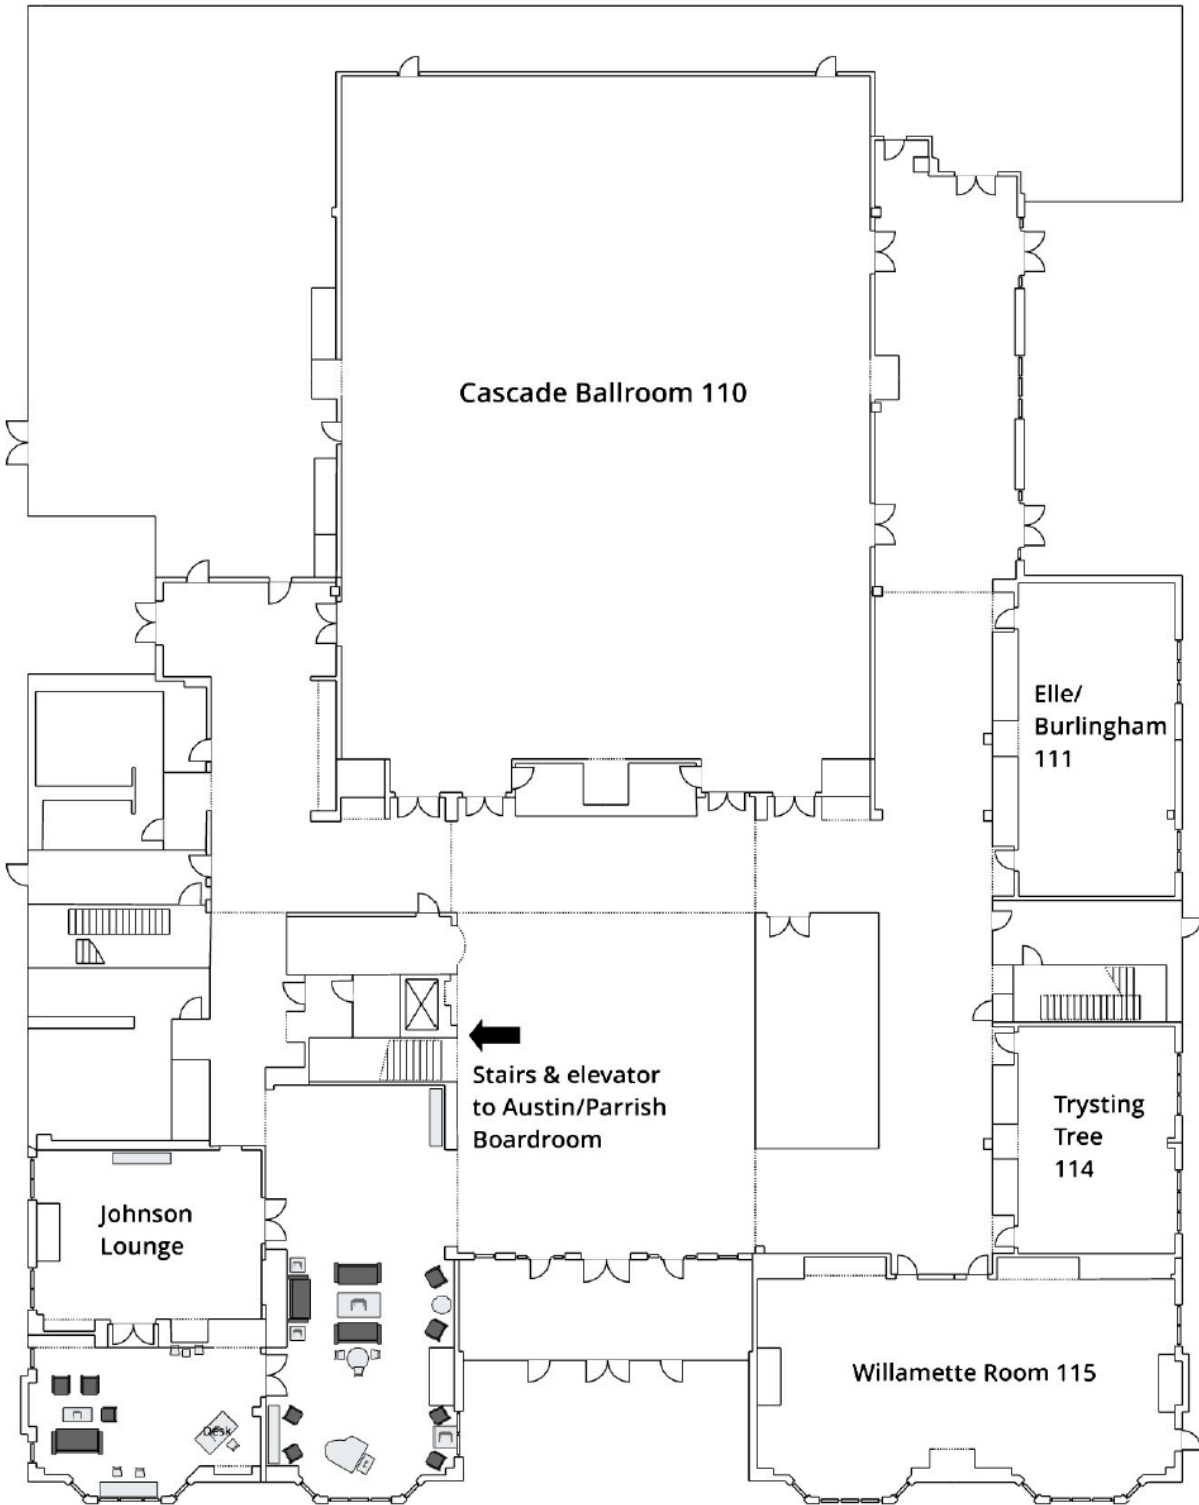 Cascade Ballroom 110
Elle/
Burlingham
111
Stairs & elevator
to Austin/Parrish
Boardroom
Trysting
Tree
114
Johnson
Lounge
Willamette Room 115
Desk